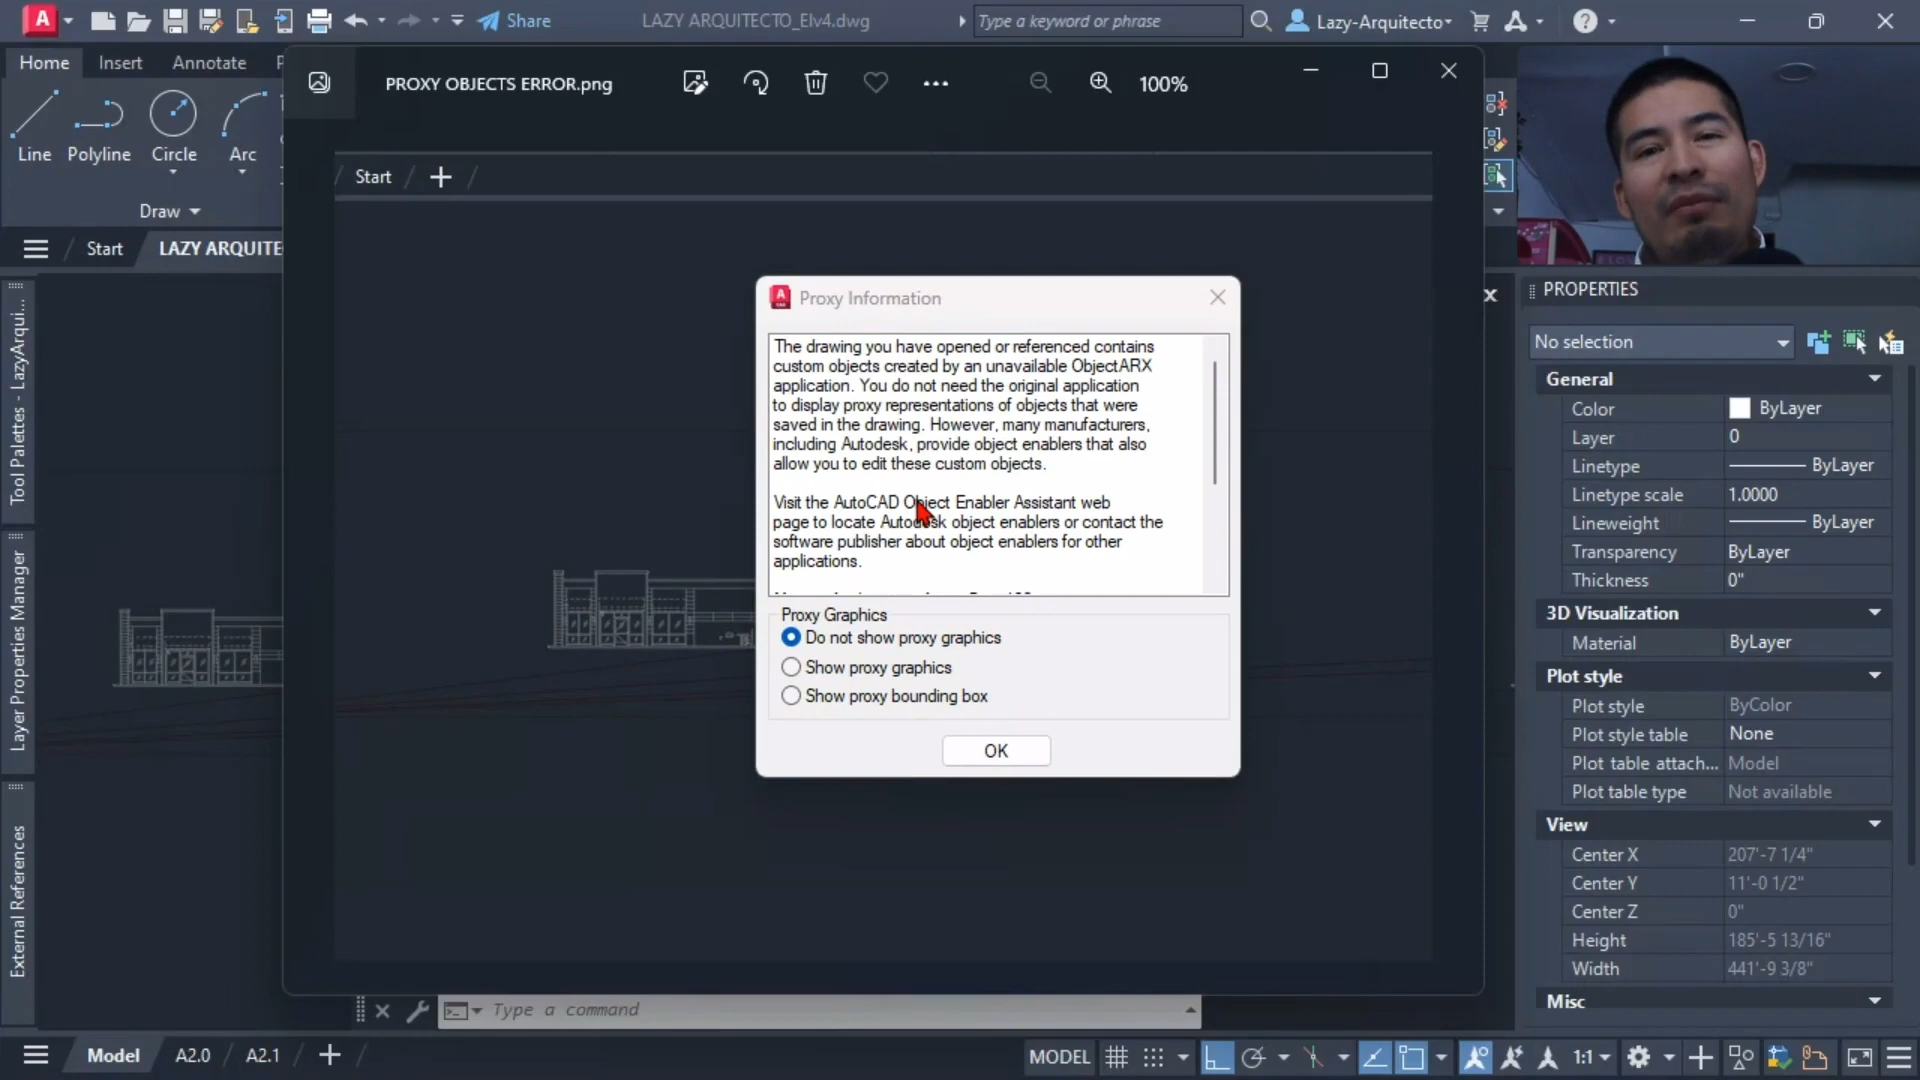 Share
LAZY ARQUITECTO_Elv4.dwg
Type a keyword or phrase
Lazy-Arquitecto
Home
Insert
Annotate
Line
Polyline
Circle
Arc
Draw
Start
LAZY ARQUITE
PROXY OBJECTS ERROR.png
100%
Start
Proxy Information
The drawing you have opened or referenced contains
custom objects created by an unavailable ObjectARX
application. You do not need the original application
to display proxy representations of objects that were
saved in the drawing. However, many manufacturers,
including Autodesk, provide object enablers that also
allow you to edit these custom objects.
Visit the AutoCAD Object Enabler Assistant web
page to locate Autodesk object enablers or contact the
software publisher about object enablers for other
applications.
Proxy Graphics
Do not show proxy graphics
Show proxy graphics
Show proxy bounding box
OK
Tool Palettes - LazyArqui...
Layer Properties Manager
External References
PROPERTIES
No selection
General
Color ByLayer
Layer 0
Linetype ByLayer
Linetype scale 1.0000
Lineweight ByLayer
Transparency ByLayer
Thickness 0"
3D Visualization
Material ByLayer
Plot style
Plot style ByColor
Plot style table None
Plot table attach... Model
Plot table type Not available
View
Center X 207'-7 1/4"
Center Y 11'-0 1/2"
Center Z 0"
Height 185'-5 13/16"
Width 441'-9 3/8"
Misc
Type a command
Model
A2.0
A2.1
MODEL
1:1